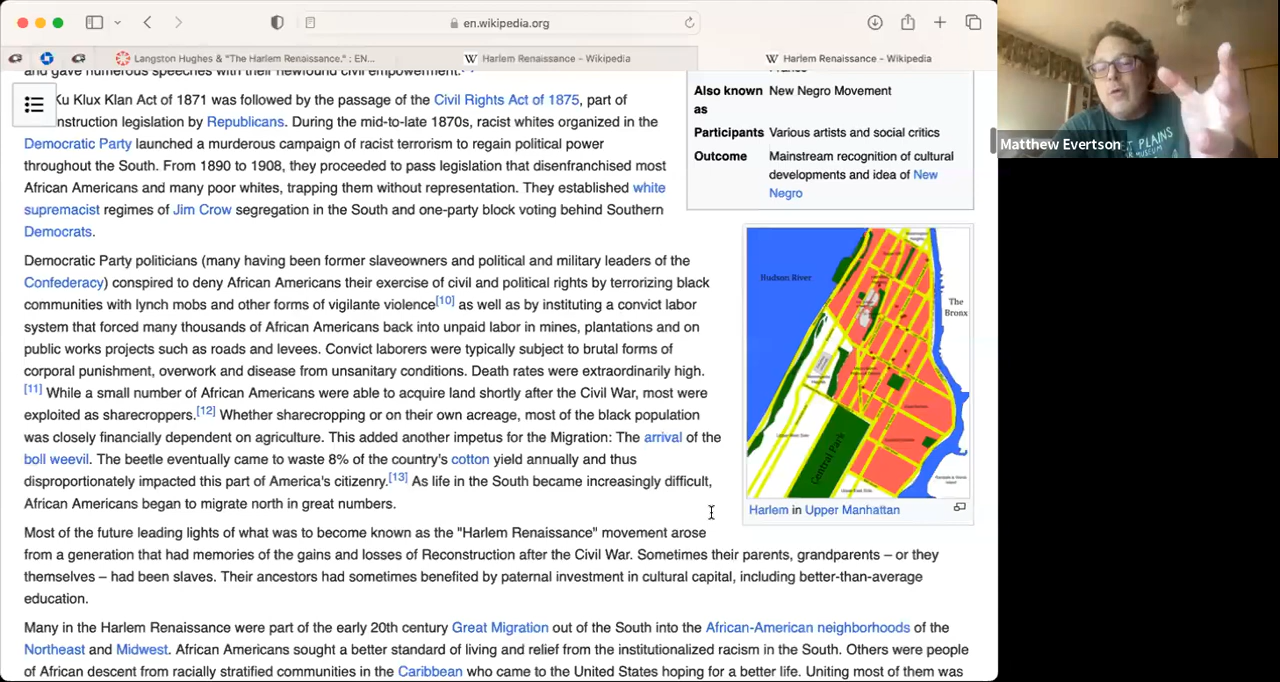 en.wikipedia.org
Langston Hughes & "The Harlem Renaissance." : EN...
Harlem Renaissance – Wikipedia
Harlem Renaissance – Wikipedia
and gave numerous speeches with their newfound civil empowerment.
Ku Klux Klan Act of 1871 was followed by the passage of the Civil Rights Act of 1875, part of
nstruction legislation by Republicans. During the mid-to-late 1870s, racist whites organized in the
Democratic Party launched a murderous campaign of racist terrorism to regain political power
throughout the South. From 1890 to 1908, they proceeded to pass legislation that disenfranchised most
African Americans and many poor whites, trapping them without representation. They established white
supremacist regimes of Jim Crow segregation in the South and one-party block voting behind Southern
Democrats.
Democratic Party politicians (many having been former slaveowners and political and military leaders of the
Confederacy) conspired to deny African Americans their exercise of civil and political rights by terrorizing black
communities with lynch mobs and other forms of vigilante violence[10] as well as by instituting a convict labor
system that forced many thousands of African Americans back into unpaid labor in mines, plantations and on
public works projects such as roads and levees. Convict laborers were typically subject to brutal forms of
corporal punishment, overwork and disease from unsanitary conditions. Death rates were extraordinarily high.
[11] While a small number of African Americans were able to acquire land shortly after the Civil War, most were
exploited as sharecroppers.[12] Whether sharecropping or on their own acreage, most of the black population
was closely financially dependent on agriculture. This added another impetus for the Migration: The arrival of the
boll weevil. The beetle eventually came to waste 8% of the country's cotton yield annually and thus
disproportionately impacted this part of America's citizenry.[13] As life in the South became increasingly difficult,
African Americans began to migrate north in great numbers.
Most of the future leading lights of what was to become known as the "Harlem Renaissance" movement arose
from a generation that had memories of the gains and losses of Reconstruction after the Civil War. Sometimes their parents, grandparents – or they
themselves – had been slaves. Their ancestors had sometimes benefited by paternal investment in cultural capital, including better-than-average
education.
Many in the Harlem Renaissance were part of the early 20th century Great Migration out of the South into the African-American neighborhoods of the
Northeast and Midwest. African Americans sought a better standard of living and relief from the institutionalized racism in the South. Others were people
of African descent from racially stratified communities in the Caribbean who came to the United States hoping for a better life. Uniting most of them was
France
Also known New Negro Movement
as
Participants Various artists and social critics
Outcome Mainstream recognition of cultural
developments and idea of New
Negro
Hudson River
The
Bronx
Central Park
Harlem in Upper Manhattan
Matthew Evertson
PLAINS